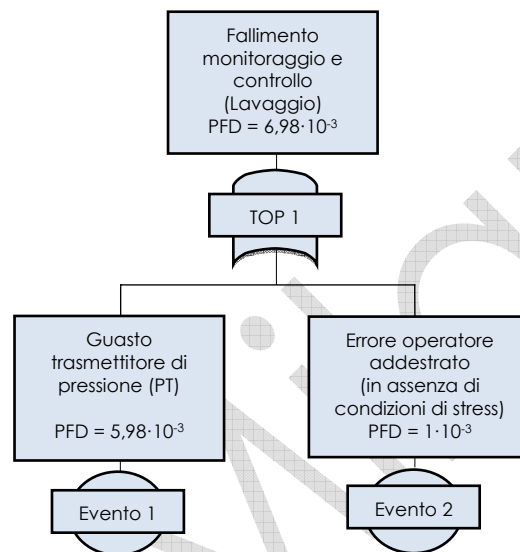 Fallimento
monitoraggio e
controllo
(Lavaggio)
PFD = 6,98·10-3
TOP 1
Guasto
trasmettitore di
pressione (PT)
PFD = 5,98·10-3
Errore operatore
addestrato
(in assenza di
condizioni di stress)
PFD = 1·10-3
Evento 1
Evento 2